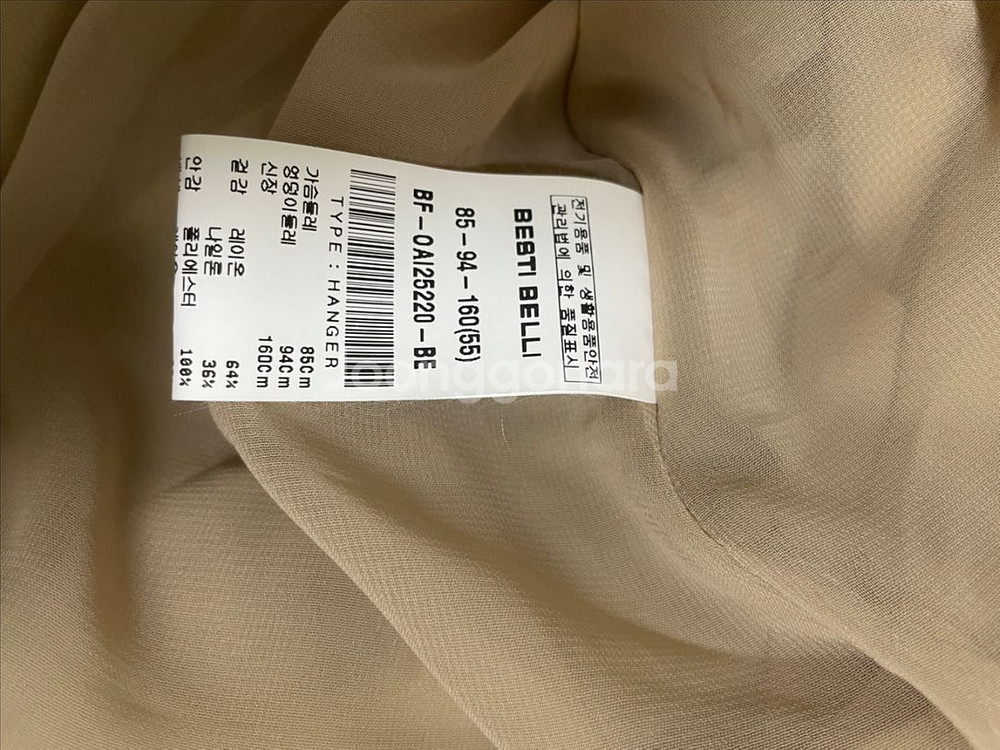 전기용품 및 생활용품안전
관리법에 의한 품질표시
BESTI BELLI
85-94-160(55)
BF-0AI25220-BE
TYPE:HANGER
가슴둘레 85Cm
엉덩이둘레 94Cm
신장 160Cm
겉감 레이온 64%
나일론 36%
안감 폴리에스터 100%
joonggonara